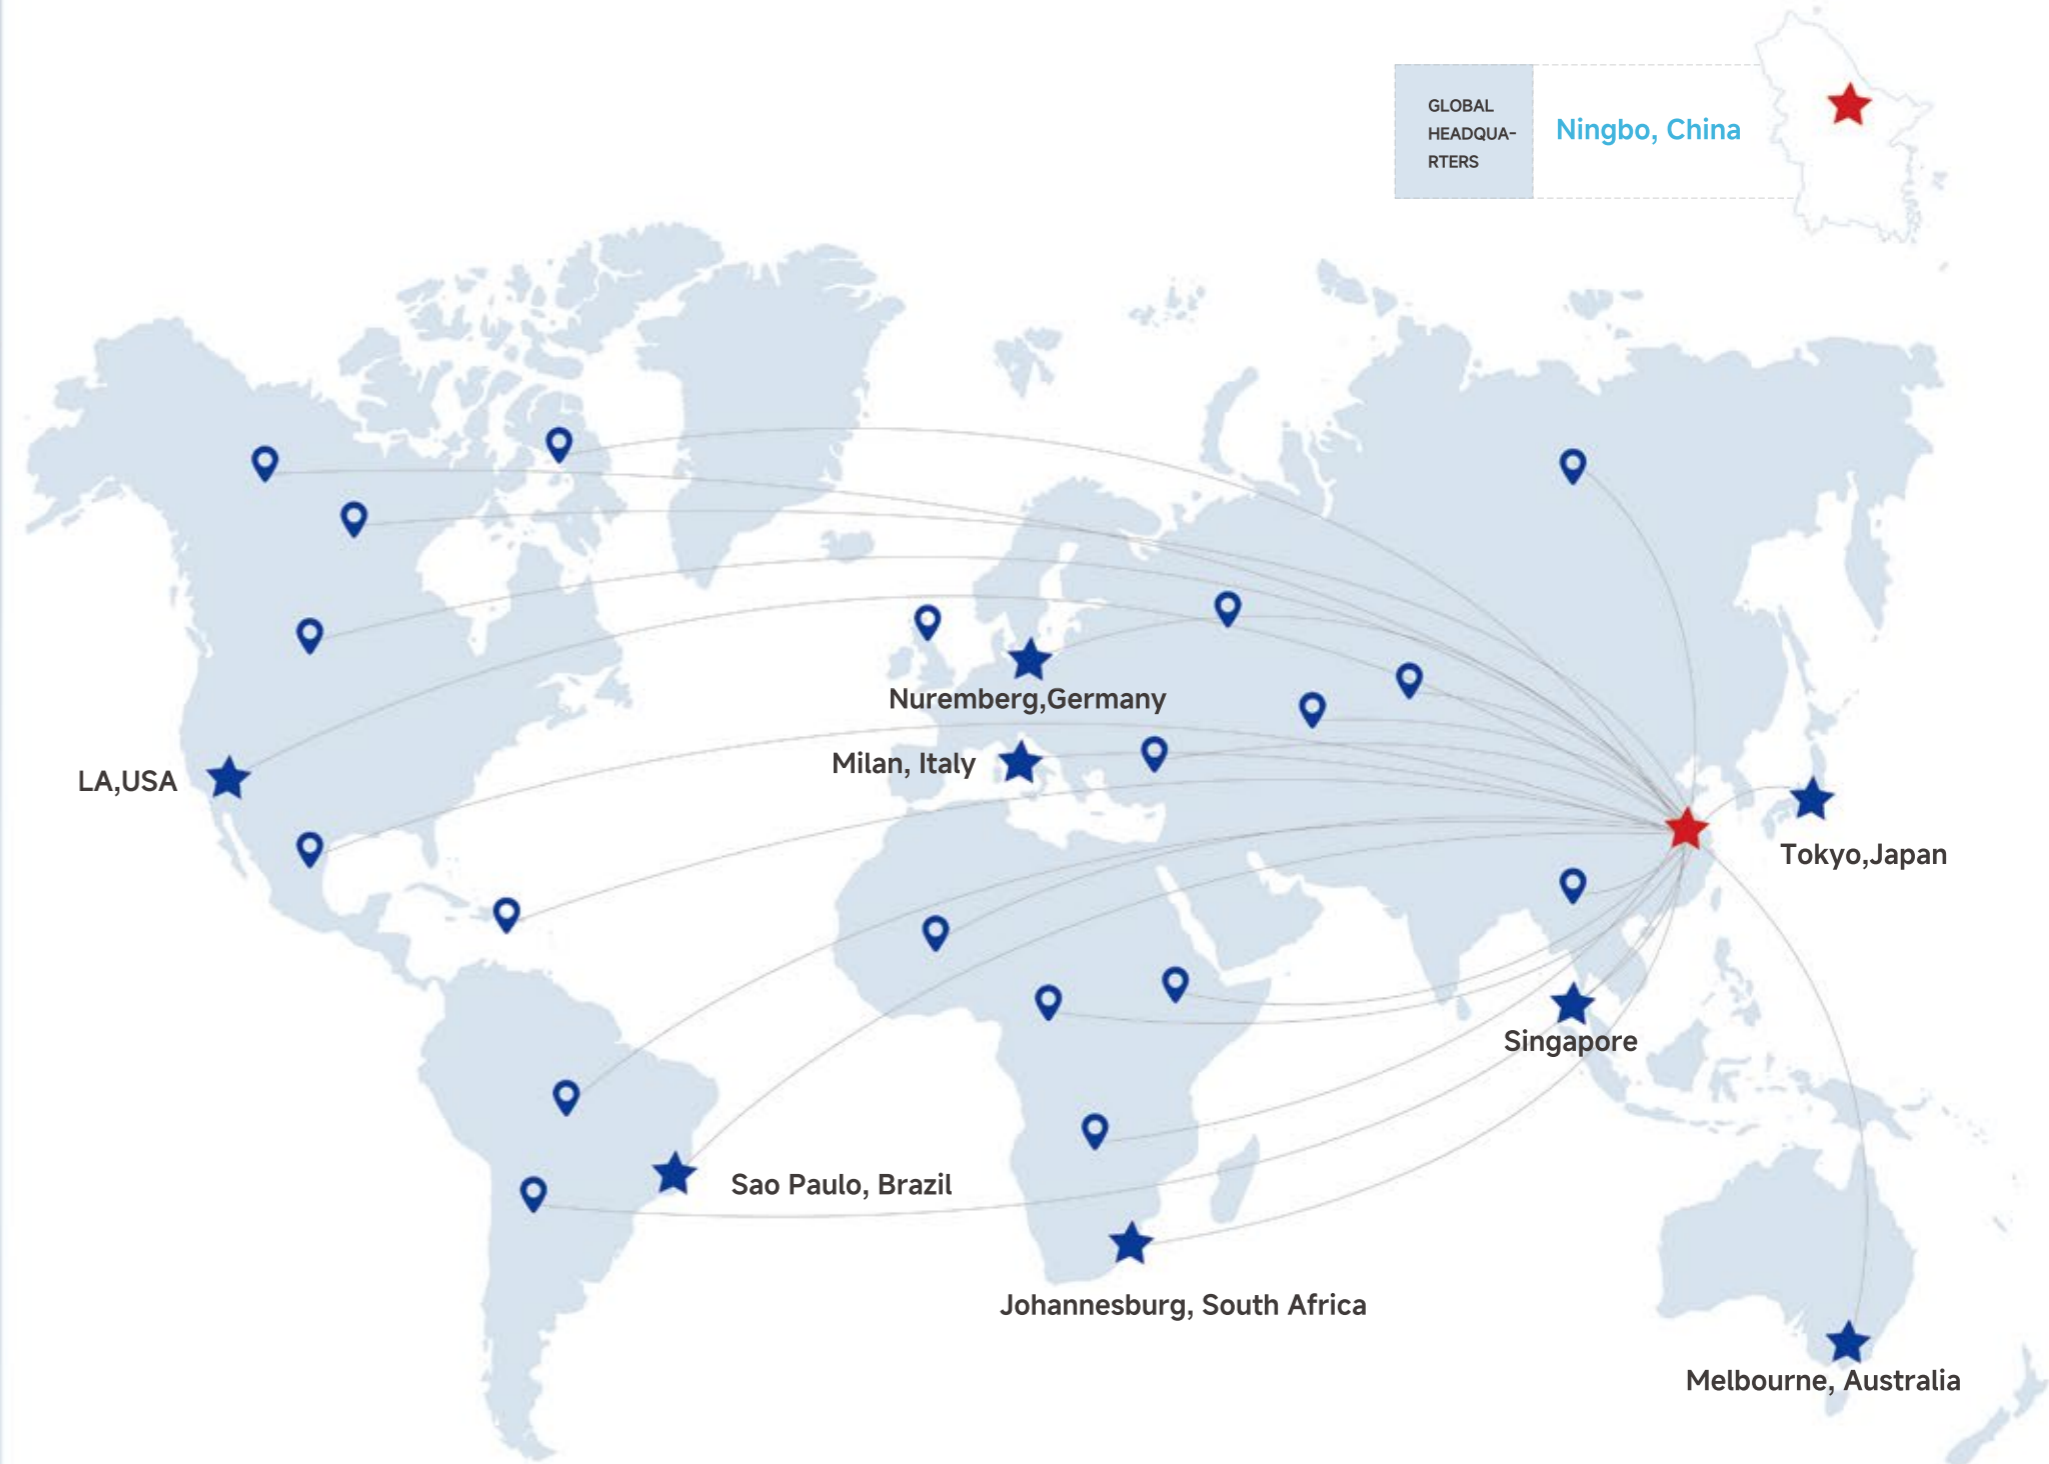 GLOBAL
HEADQUA-
RTERS
Ningbo, China
Nuremberg,Germany
Milan, Italy
LA,USA
Tokyo,Japan
Singapore
Sao Paulo, Brazil
Johannesburg, South Africa
Melbourne, Australia